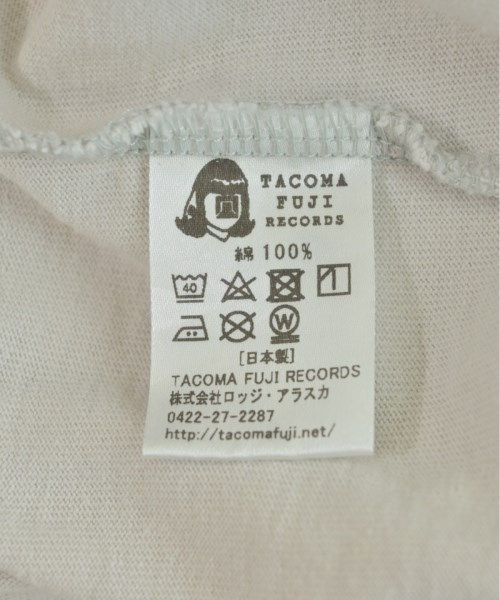 TACOMA
FUJI
RECORDS
綿 100%
40
W
[日本製]
TACOMA FUJI RECORDS
株式会社ロッジ・アラスカ
0422-27-2287
http://tacomafuji.net/